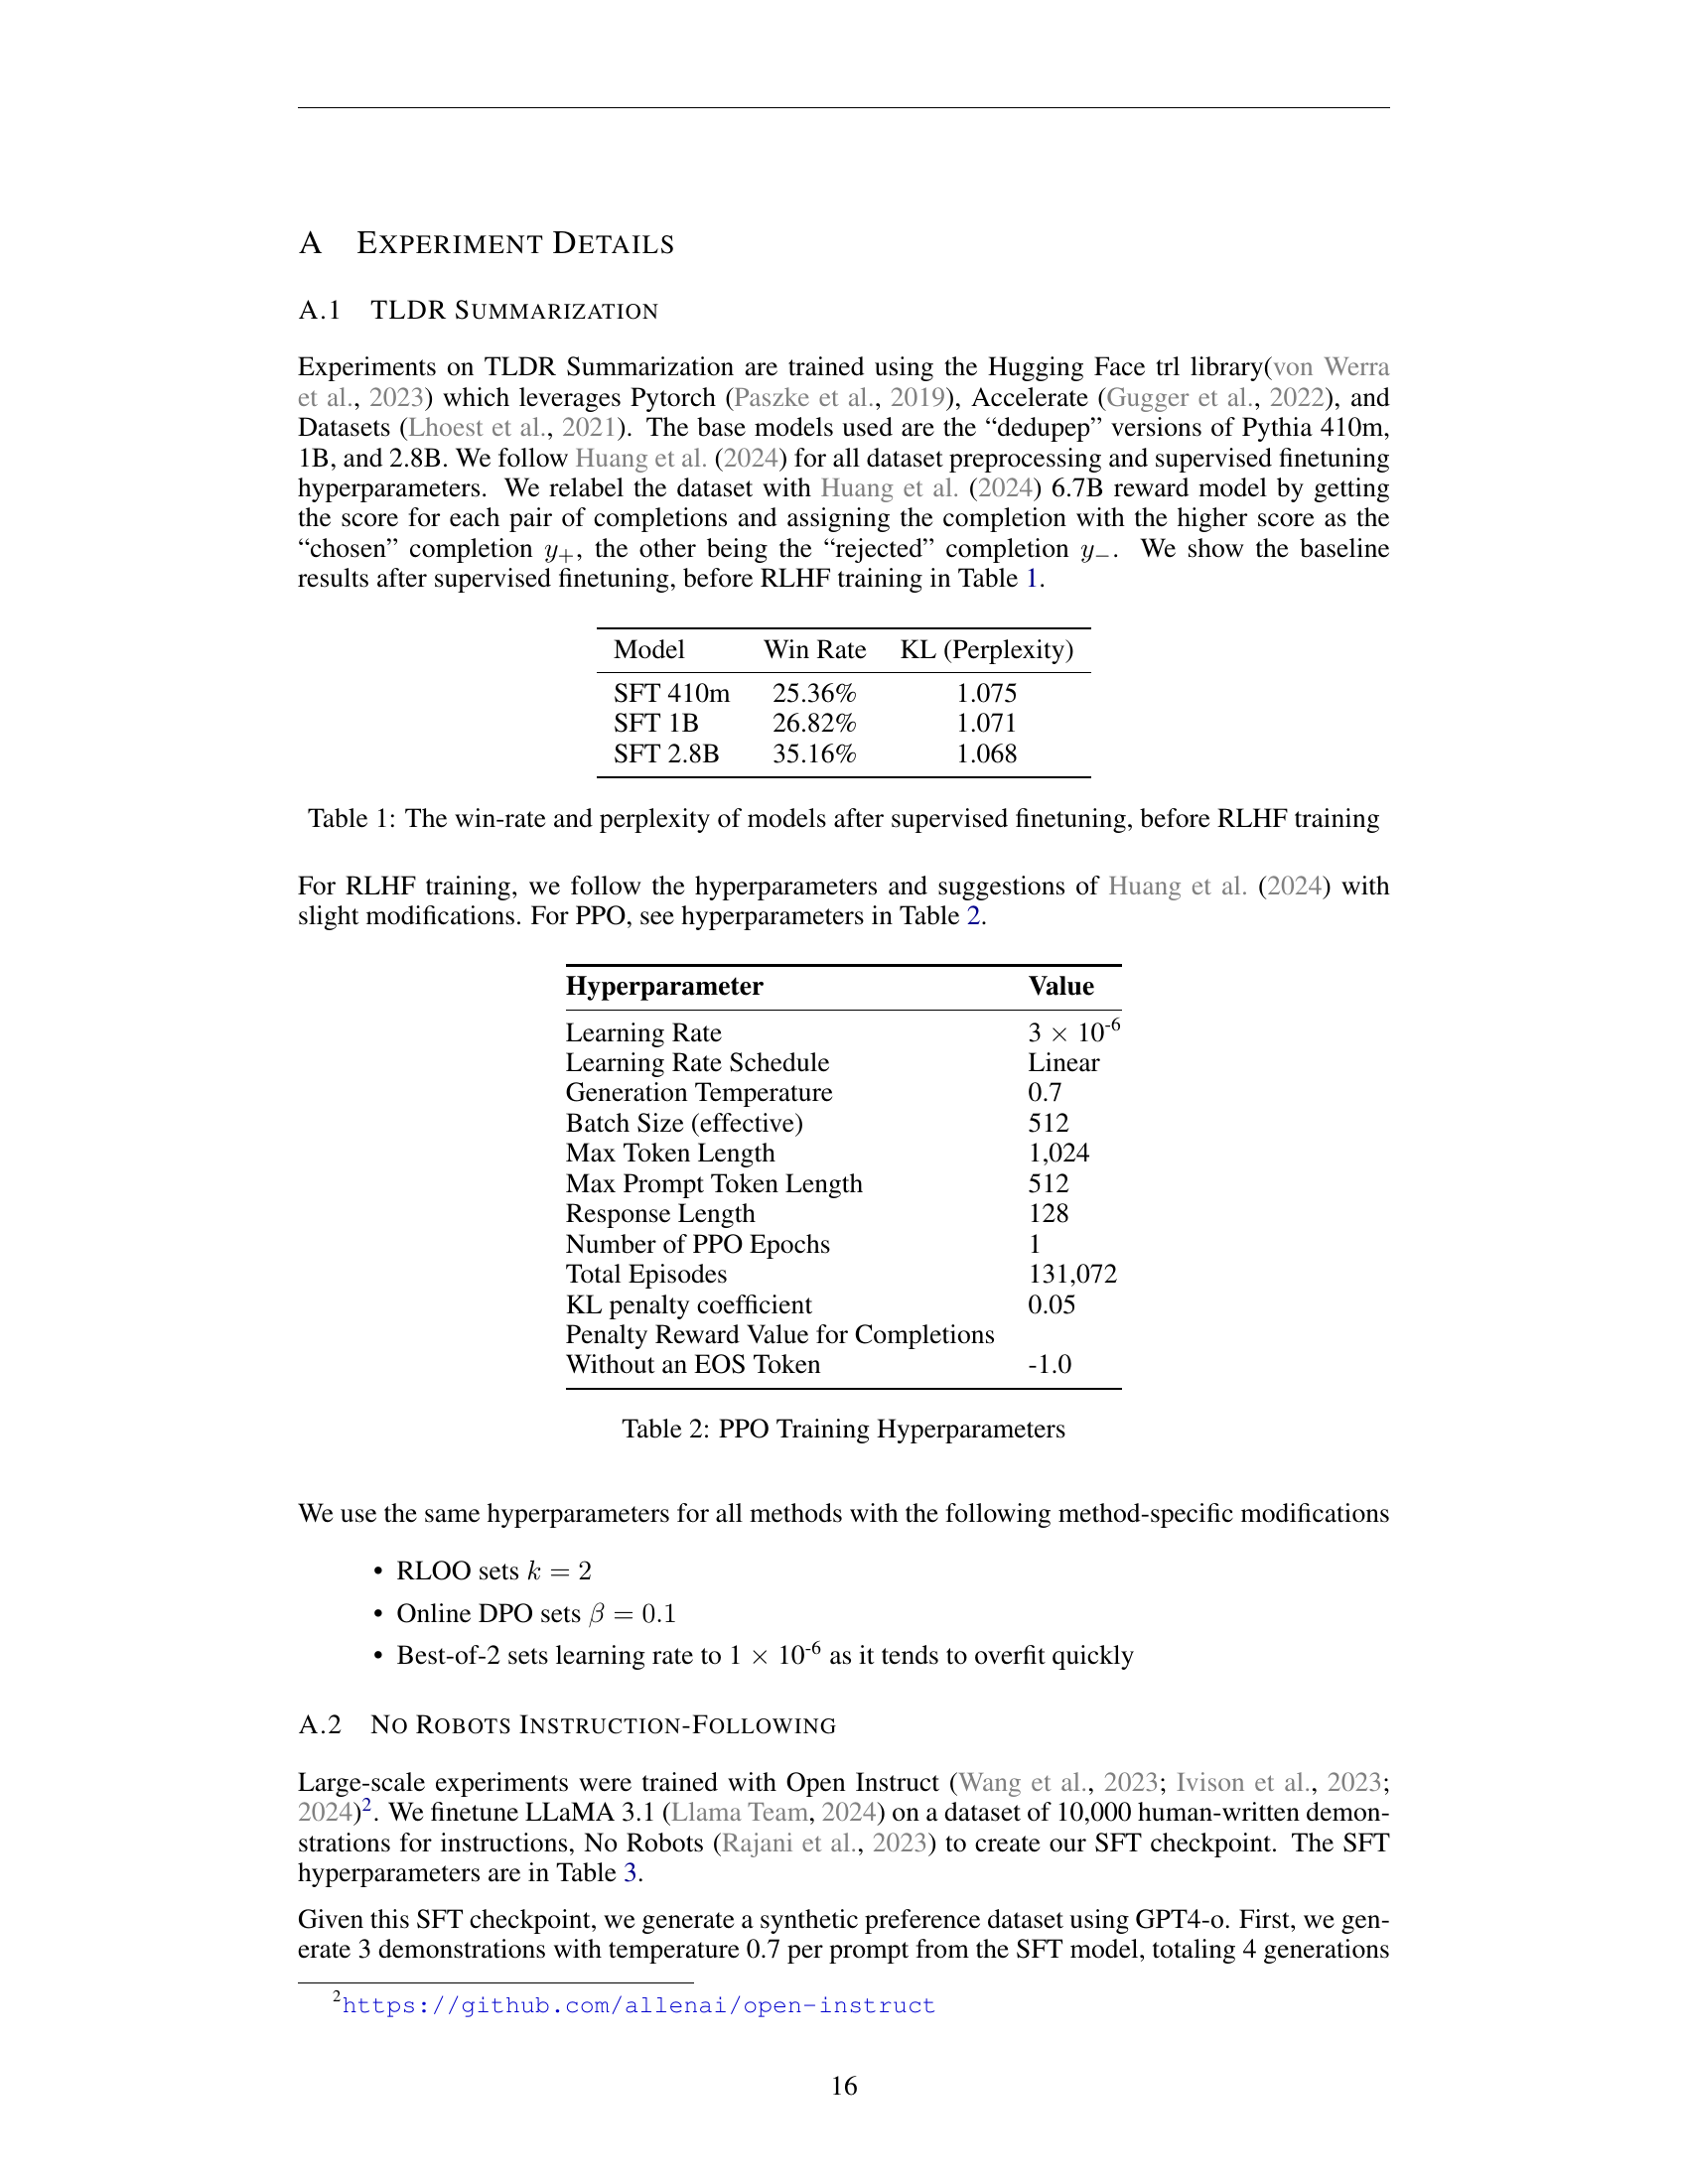 A EXPERIMENT DETAILS
A.1 TLDR SUMMARIZATION
Experiments on TLDR Summarization are trained using the Hugging Face trl library(von Werra
et al., 2023) which leverages Pytorch (Paszke et al., 2019), Accelerate (Gugger et al., 2022), and
Datasets (Lhoest et al., 2021). The base models used are the “dedupep” versions of Pythia 410m,
1B, and 2.8B. We follow Huang et al. (2024) for all dataset preprocessing and supervised finetuning
hyperparameters. We relabel the dataset with Huang et al. (2024) 6.7B reward model by getting
the score for each pair of completions and assigning the completion with the higher score as the
“chosen” completion y₊, the other being the “rejected” completion y₋. We show the baseline
results after supervised finetuning, before RLHF training in Table 1.
Model Win Rate KL (Perplexity)
SFT 410m 25.36% 1.075
SFT 1B 26.82% 1.071
SFT 2.8B 35.16% 1.068
Table 1: The win-rate and perplexity of models after supervised finetuning, before RLHF training
For RLHF training, we follow the hyperparameters and suggestions of Huang et al. (2024) with
slight modifications. For PPO, see hyperparameters in Table 2.
Hyperparameter Value
Learning Rate 3 × 10⁻⁶
Learning Rate Schedule Linear
Generation Temperature 0.7
Batch Size (effective) 512
Max Token Length 1,024
Max Prompt Token Length 512
Response Length 128
Number of PPO Epochs 1
Total Episodes 131,072
KL penalty coefficient 0.05
Penalty Reward Value for Completions
Without an EOS Token -1.0
Table 2: PPO Training Hyperparameters
We use the same hyperparameters for all methods with the following method-specific modifications
• RLOO sets k = 2
• Online DPO sets β = 0.1
• Best-of-2 sets learning rate to 1 × 10⁻⁶ as it tends to overfit quickly
A.2 NO ROBOTS INSTRUCTION-FOLLOWING
Large-scale experiments were trained with Open Instruct (Wang et al., 2023; Ivison et al., 2023;
2024)². We finetune LLaMA 3.1 (Llama Team, 2024) on a dataset of 10,000 human-written demon-
strations for instructions, No Robots (Rajani et al., 2023) to create our SFT checkpoint. The SFT
hyperparameters are in Table 3.
Given this SFT checkpoint, we generate a synthetic preference dataset using GPT4-o. First, we gen-
erate 3 demonstrations with temperature 0.7 per prompt from the SFT model, totaling 4 generations
²https://github.com/allenai/open-instruct
16